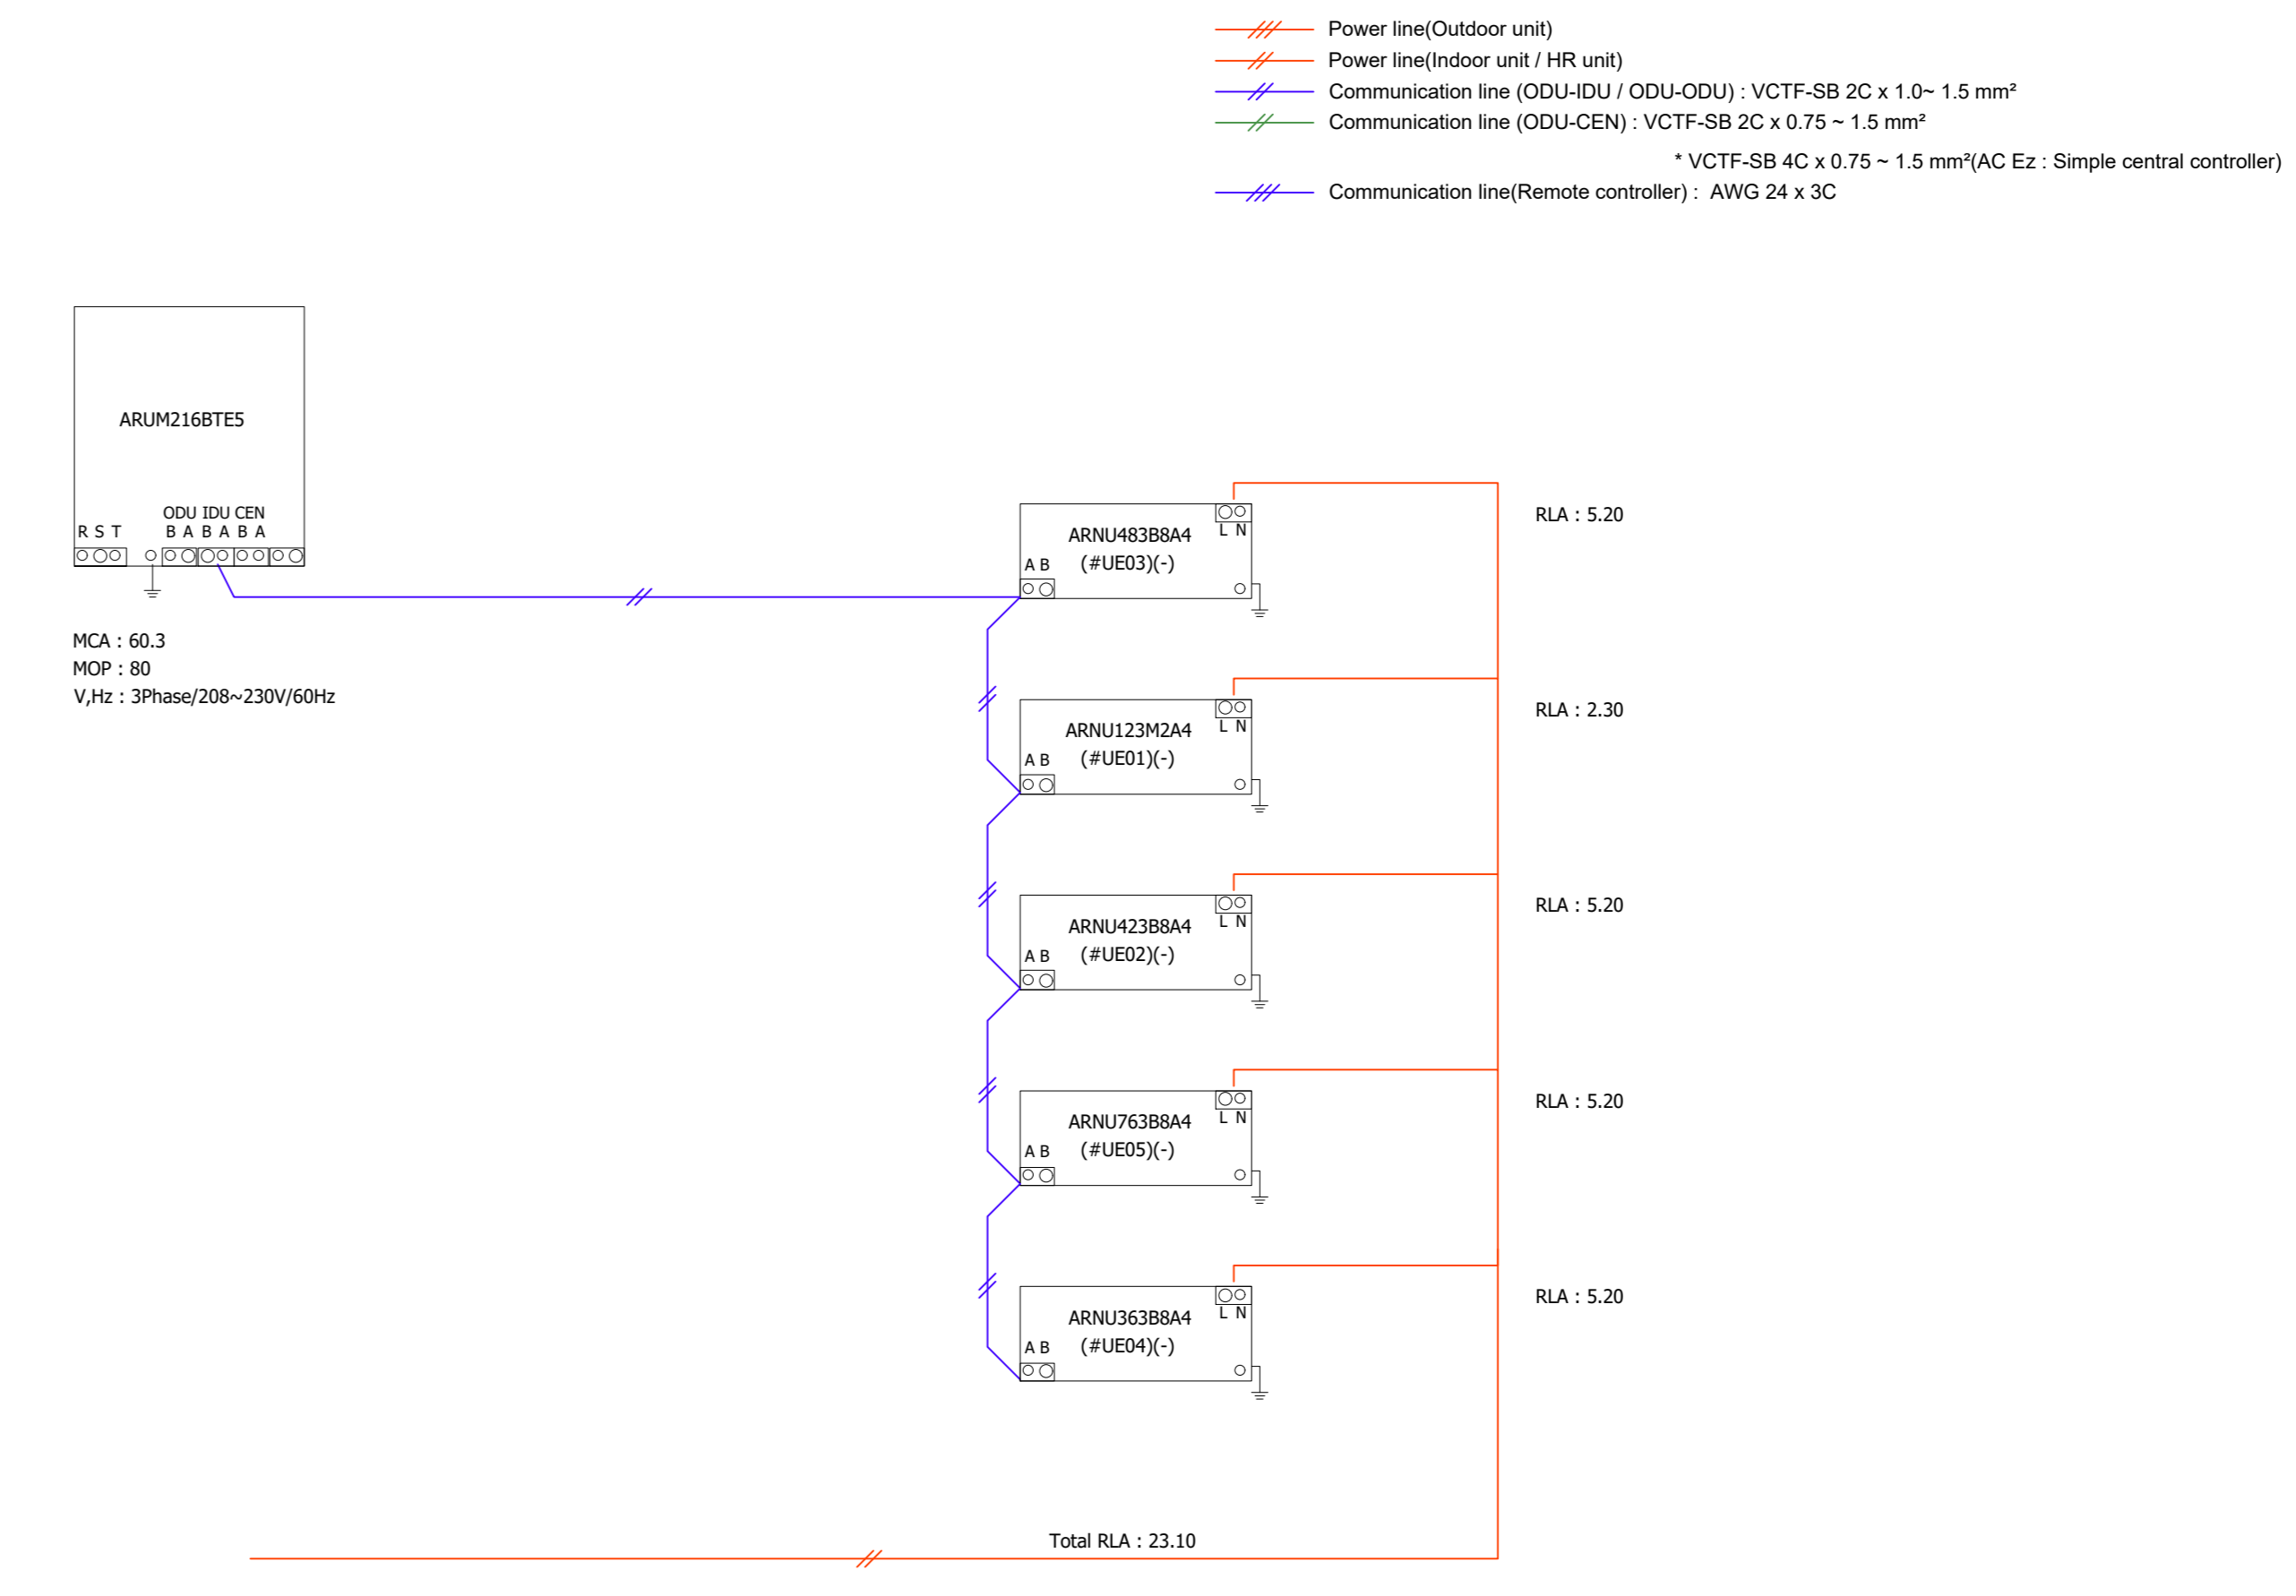 Power line(Outdoor unit)
Power line(Indoor unit / HR unit)
Communication line (ODU-IDU / ODU-ODU) : VCTF-SB 2C x 1.0~ 1.5 mm²
Communication line (ODU-CEN) : VCTF-SB 2C x 0.75 ~ 1.5 mm²
* VCTF-SB 4C x 0.75 ~ 1.5 mm²(AC Ez : Simple central controller)
Communication line(Remote controller) : AWG 24 x 3C
ARUM216BTE5
ODU IDU CEN
R S T B A B A B A
MCA : 60.3
MOP : 80
V,Hz : 3Phase/208~230V/60Hz
ARNU483B8A4
L N
(#UE03)(-)
A B
RLA : 5.20
ARNU123M2A4
L N
(#UE01)(-)
A B
RLA : 2.30
ARNU423B8A4
L N
(#UE02)(-)
A B
RLA : 5.20
ARNU763B8A4
L N
(#UE05)(-)
A B
RLA : 5.20
ARNU363B8A4
L N
(#UE04)(-)
A B
RLA : 5.20
Total RLA : 23.10